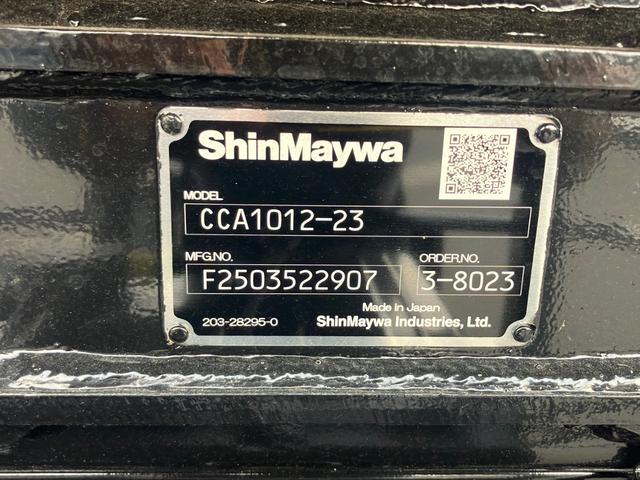 ShinMaywa
MODEL
CCA1012-23
MFG.NO. ORDER.NO.
F2503522907 3-8023
Made in Japan
203-28295-0 ShinMaywa Industries, Ltd.